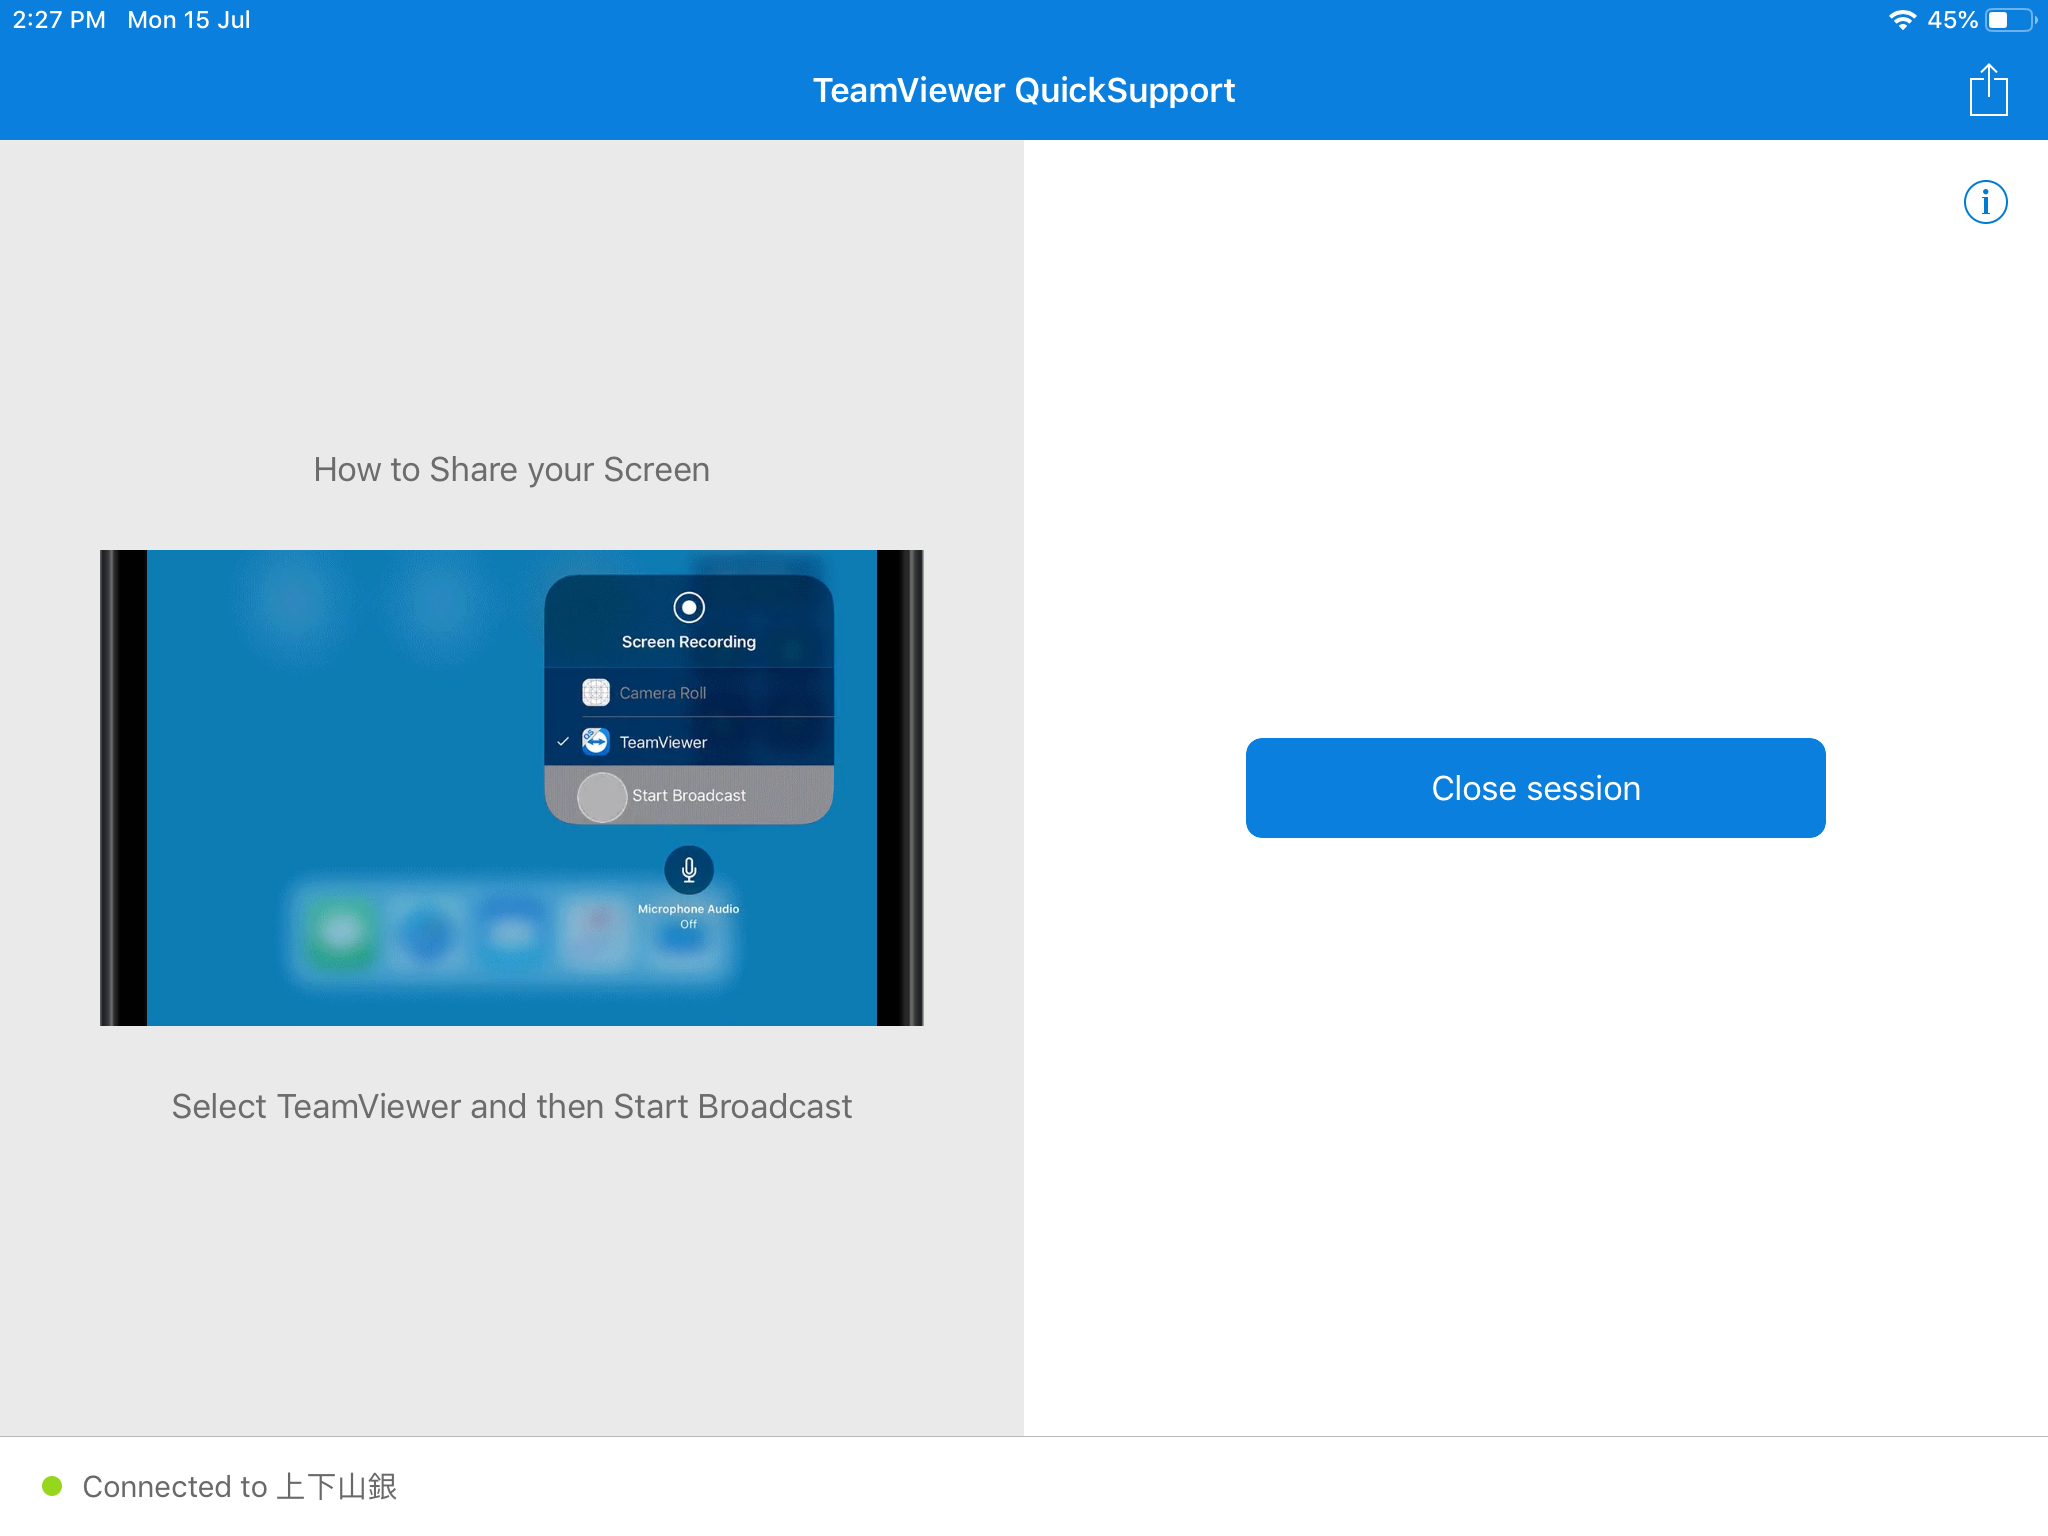 2:27 PM Mon 15 Jul
45%
TeamViewer QuickSupport
How to Share your Screen
Screen Recording
Camera Roll
TeamViewer
Start Broadcast
Microphone Audio
Off
Select TeamViewer and then Start Broadcast
Close session
Connected to 上下山銀